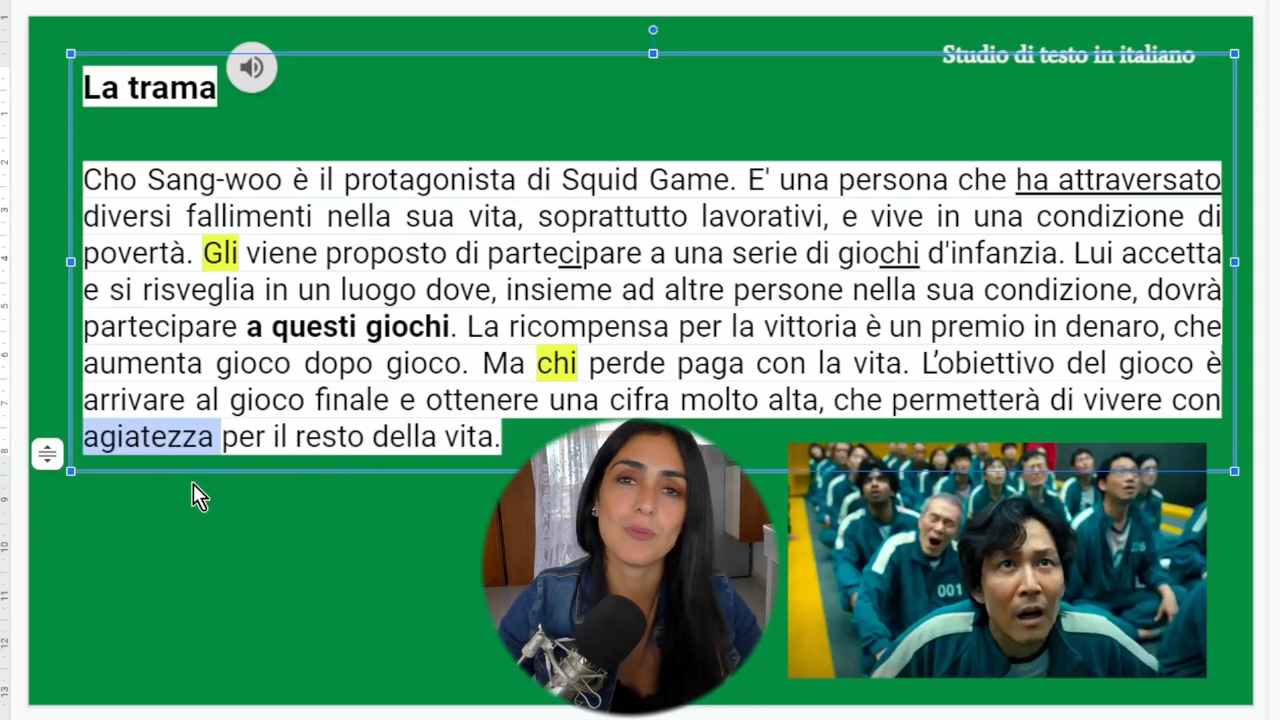 Studio di testo in italiano
La trama
Cho Sang-woo è il protagonista di Squid Game. E' una persona che ha attraversato
diversi fallimenti nella sua vita, soprattutto lavorativi, e vive in una condizione di
povertà. Gli viene proposto di partecipare a una serie di giochi d'infanzia. Lui accetta
e si risveglia in un luogo dove, insieme ad altre persone nella sua condizione, dovrà
partecipare a questi giochi. La ricompensa per la vittoria è un premio in denaro, che
aumenta gioco dopo gioco. Ma chi perde paga con la vita. L’obiettivo del gioco è
arrivare al gioco finale e ottenere una cifra molto alta, che permetterà di vivere con
agiatezza per il resto della vita.
001